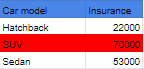 Car model Insurance
Hatchback 22000
SUV 70000
Sedan 53000